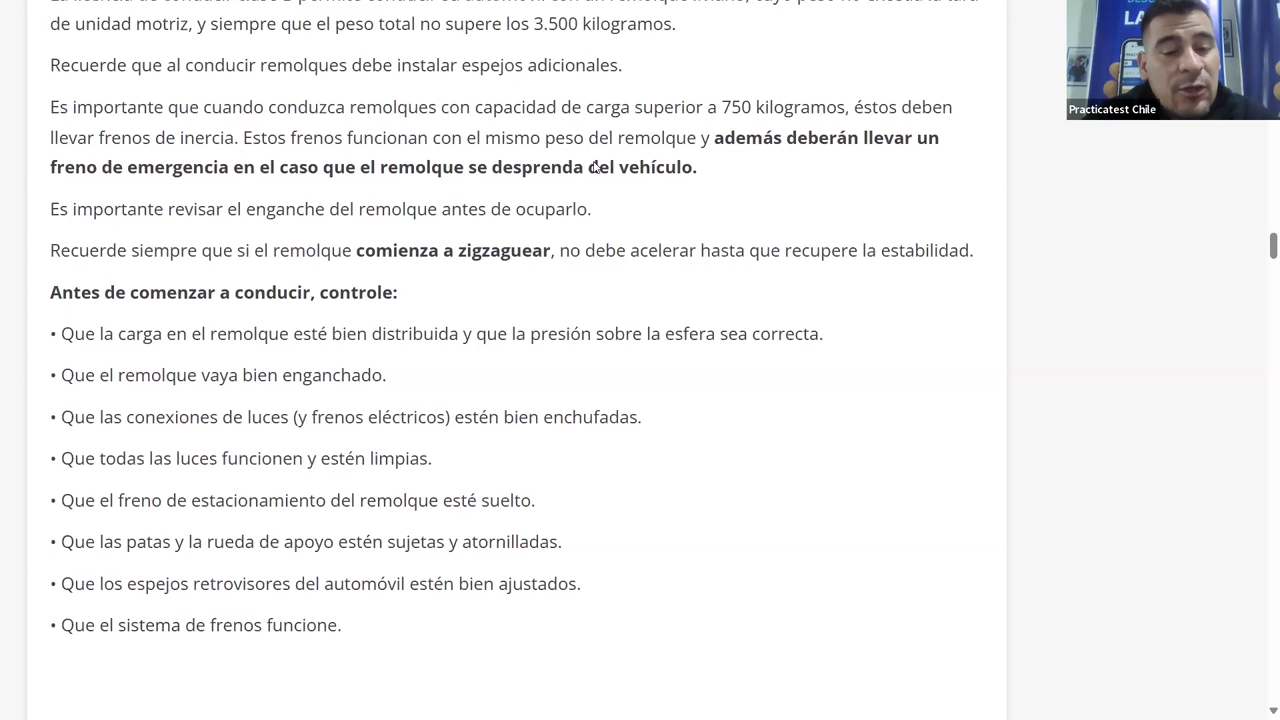 de unidad motriz, y siempre que el peso total no supere los 3.500 kilogramos.
Recuerde que al conducir remolques debe instalar espejos adicionales.
Es importante que cuando conduzca remolques con capacidad de carga superior a 750 kilogramos, éstos deben
llevar frenos de inercia. Estos frenos funcionan con el mismo peso del remolque y además deberán llevar un
freno de emergencia en el caso que el remolque se desprenda del vehículo.
Es importante revisar el enganche del remolque antes de ocuparlo.
Recuerde siempre que si el remolque comienza a zigzaguear, no debe acelerar hasta que recupere la estabilidad.
Antes de comenzar a conducir, controle:
• Que la carga en el remolque esté bien distribuida y que la presión sobre la esfera sea correcta.
• Que el remolque vaya bien enganchado.
• Que las conexiones de luces (y frenos eléctricos) estén bien enchufadas.
• Que todas las luces funcionen y estén limpias.
• Que el freno de estacionamiento del remolque esté suelto.
• Que las patas y la rueda de apoyo estén sujetas y atornilladas.
• Que los espejos retrovisores del automóvil estén bien ajustados.
• Que el sistema de frenos funcione.
LA
Practicatest Chile